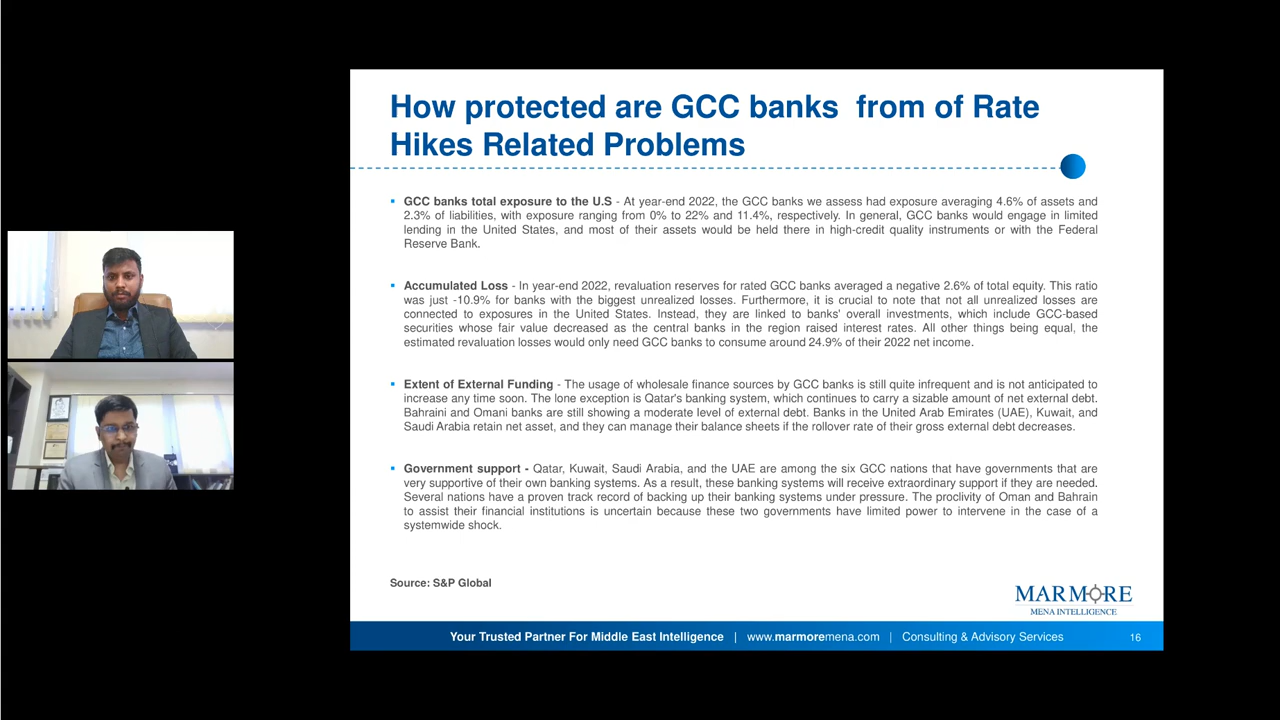 How protected are GCC banks from of Rate
Hikes Related Problems
▪ GCC banks total exposure to the U.S - At year-end 2022, the GCC banks we assess had exposure averaging 4.6% of assets and
2.3% of liabilities, with exposure ranging from 0% to 22% and 11.4%, respectively. In general, GCC banks would engage in limited
lending in the United States, and most of their assets would be held there in high-credit quality instruments or with the Federal
Reserve Bank.
▪ Accumulated Loss - In year-end 2022, revaluation reserves for rated GCC banks averaged a negative 2.6% of total equity. This ratio
was just -10.9% for banks with the biggest unrealized losses. Furthermore, it is crucial to note that not all unrealized losses are
connected to exposures in the United States. Instead, they are linked to banks' overall investments, which include GCC-based
securities whose fair value decreased as the central banks in the region raised interest rates. All other things being equal, the
estimated revaluation losses would only need GCC banks to consume around 24.9% of their 2022 net income.
▪ Extent of External Funding - The usage of wholesale finance sources by GCC banks is still quite infrequent and is not anticipated to
increase any time soon. The lone exception is Qatar's banking system, which continues to carry a sizable amount of net external debt.
Bahraini and Omani banks are still showing a moderate level of external debt. Banks in the United Arab Emirates (UAE), Kuwait, and
Saudi Arabia retain net asset, and they can manage their balance sheets if the rollover rate of their gross external debt decreases.
▪ Government support - Qatar, Kuwait, Saudi Arabia, and the UAE are among the six GCC nations that have governments that are
very supportive of their own banking systems. As a result, these banking systems will receive extraordinary support if they are needed.
Several nations have a proven track record of backing up their banking systems under pressure. The proclivity of Oman and Bahrain
to assist their financial institutions is uncertain because these two governments have limited power to intervene in the case of a
systemwide shock.
Source: S&P Global
MARMORE
MENA INTELLIGENCE
Your Trusted Partner For Middle East Intelligence | www.marmoremena.com | Consulting & Advisory Services 16